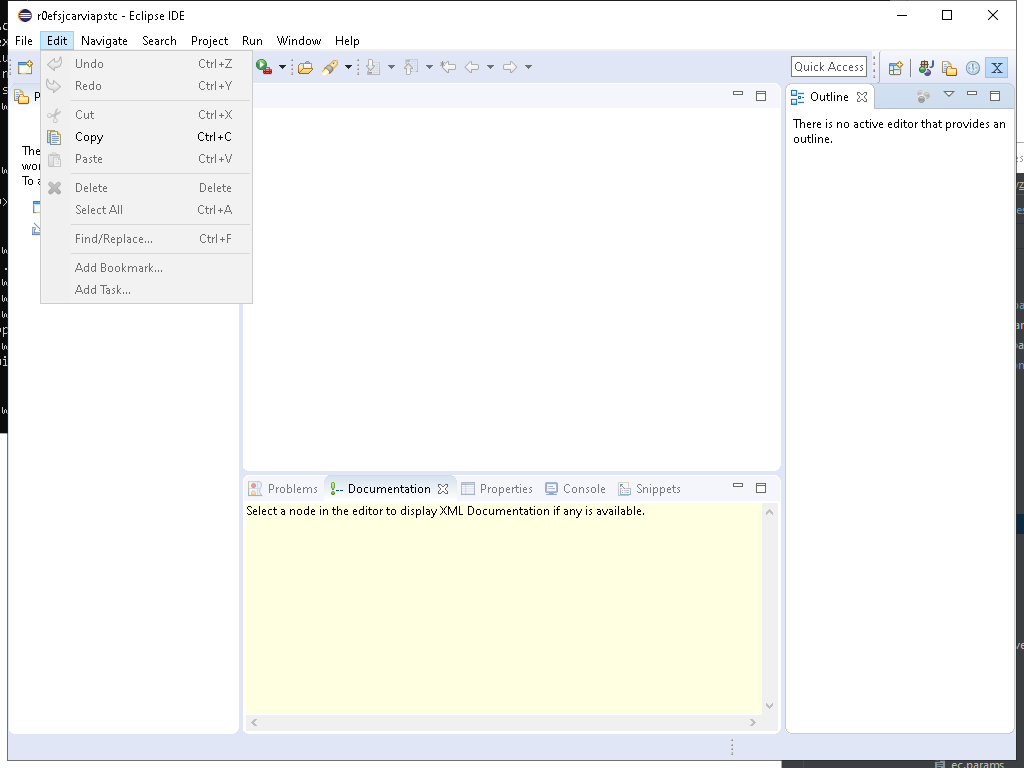 r0efsjcarviapstc - Eclipse IDE
File Edit Navigate Search Project Run Window Help
Undo Ctrl+Z
Redo Ctrl+Y
Cut Ctrl+X
Copy Ctrl+C
Paste Ctrl+V
Delete Delete
Select All Ctrl+A
Find/Replace... Ctrl+F
Add Bookmark...
Add Task...
Quick Access
Outline
There is no active editor that provides an
outline.
Problems Documentation Properties Console Snippets
Select a node in the editor to display XML Documentation if any is available.
ec.params